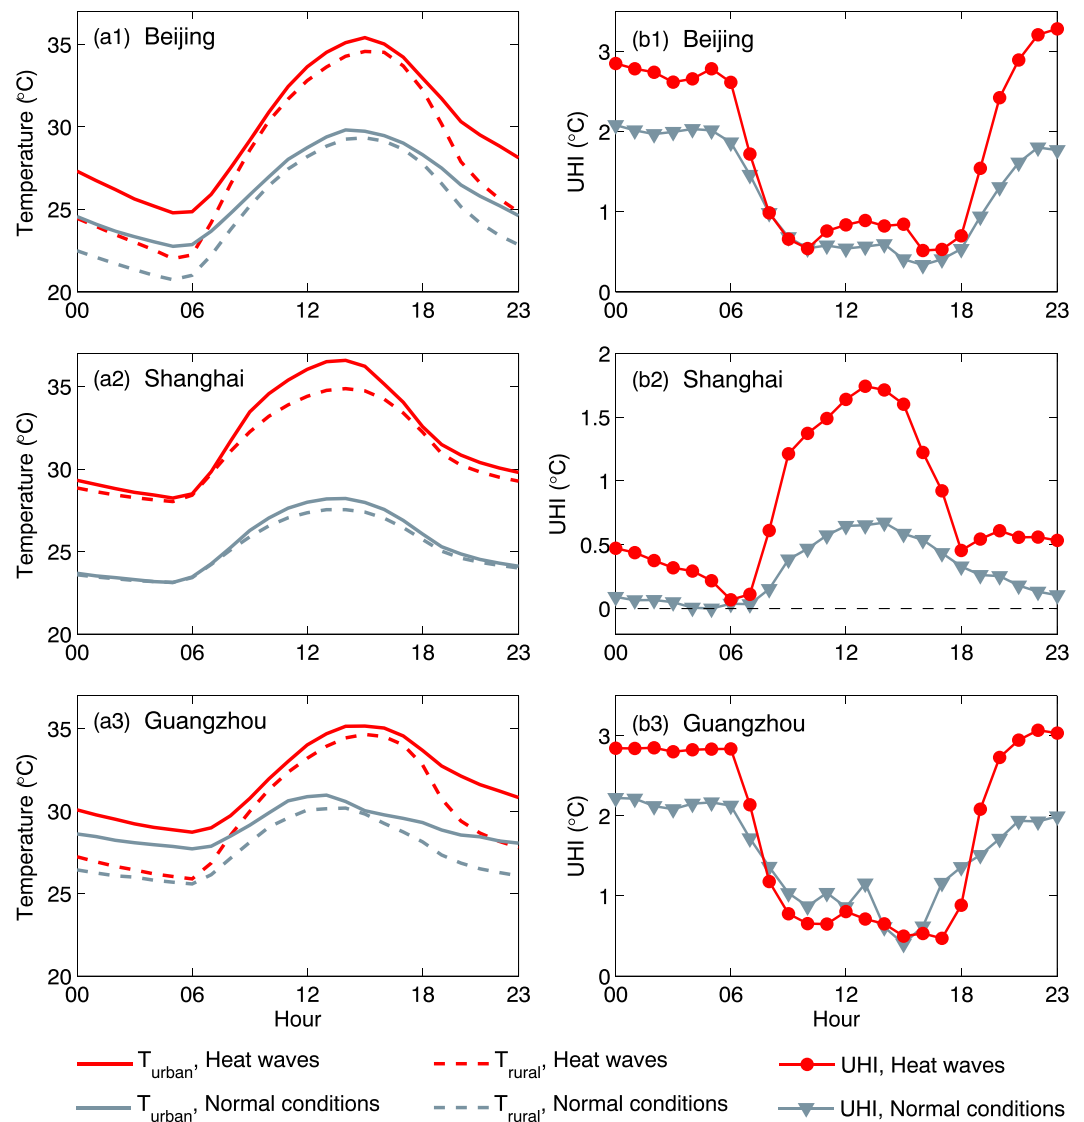 (a1) Beijing
Temperature (°C)
35
30
25
20
00 06 12 18 23
(b1) Beijing
UHI (°C)
3
2
1
0
00 06 12 18 23
(a2) Shanghai
Temperature (°C)
35
30
25
20
00 06 12 18 23
(b2) Shanghai
UHI (°C)
2
1.5
1
0.5
0
00 06 12 18 23
(a3) Guangzhou
Temperature (°C)
35
30
25
20
00 06 12 18 23
Hour
(b3) Guangzhou
UHI (°C)
3
2
1
0
00 06 12 18 23
Hour
Turban, Heat waves
Trural, Heat waves
UHI, Heat waves
Turban, Normal conditions
Trural, Normal conditions
UHI, Normal conditions